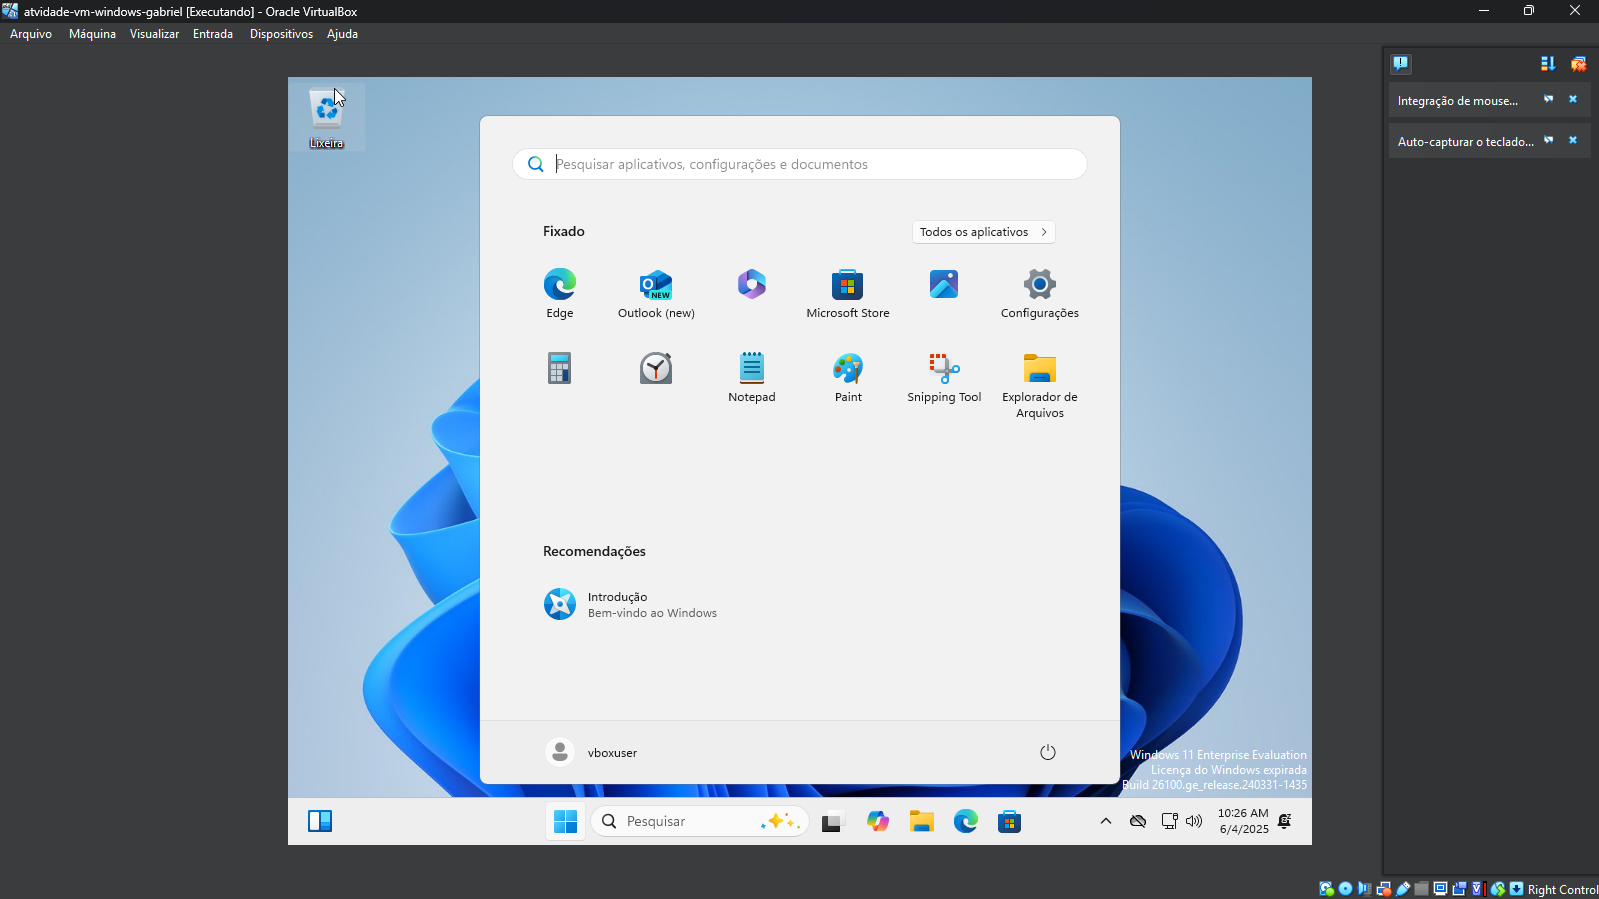 atvidade-vm-windows-gabriel [Executando] - Oracle VirtualBox
Arquivo Máquina Visualizar Entrada Dispositivos Ajuda
Integração de mouse...
Auto-capturar o teclado...
Lixeira
Pesquisar aplicativos, configurações e documentos
Fixado
Todos os aplicativos
Edge
Outlook (new)
NEW
Microsoft Store
Configurações
Notepad
Paint
Snipping Tool
Explorador de
Arquivos
Recomendações
Introdução
Bem-vindo ao Windows
vboxuser
Windows 11 Enterprise Evaluation
Licença do Windows expirada
Build 26100.ge_release.240331-1435
Pesquisar
10:26 AM
6/4/2025
Right Control